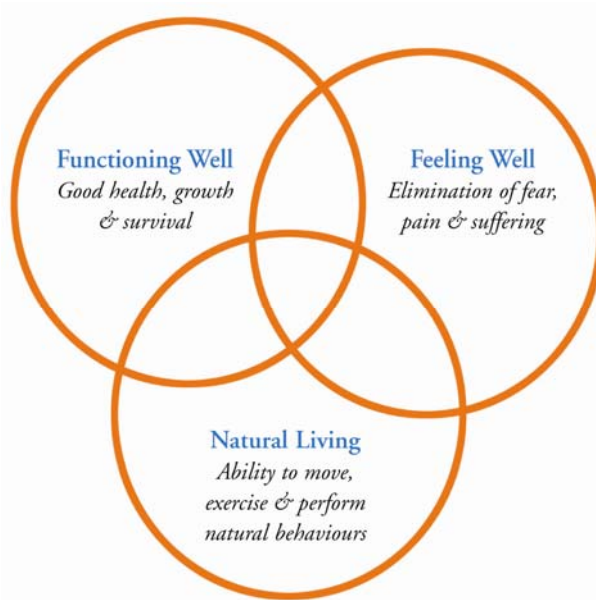 Functioning Well
Good health, growth
& survival
Feeling Well
Elimination of fear,
pain & suffering
Natural Living
Ability to move,
exercise & perform
natural behaviours